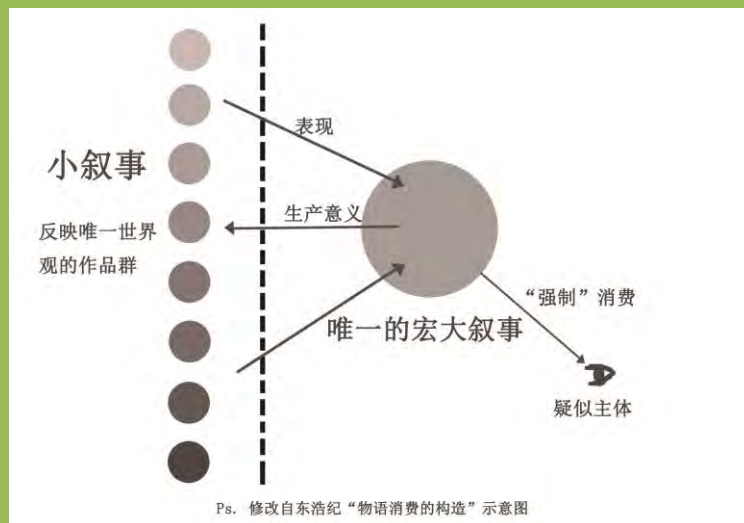 表现
小叙事
生产意义
反映唯一世界
观的作品群
“强制”消费
唯一的宏大叙事
疑似主体
Ps. 修改自东浩纪“物语消费的构造”示意图